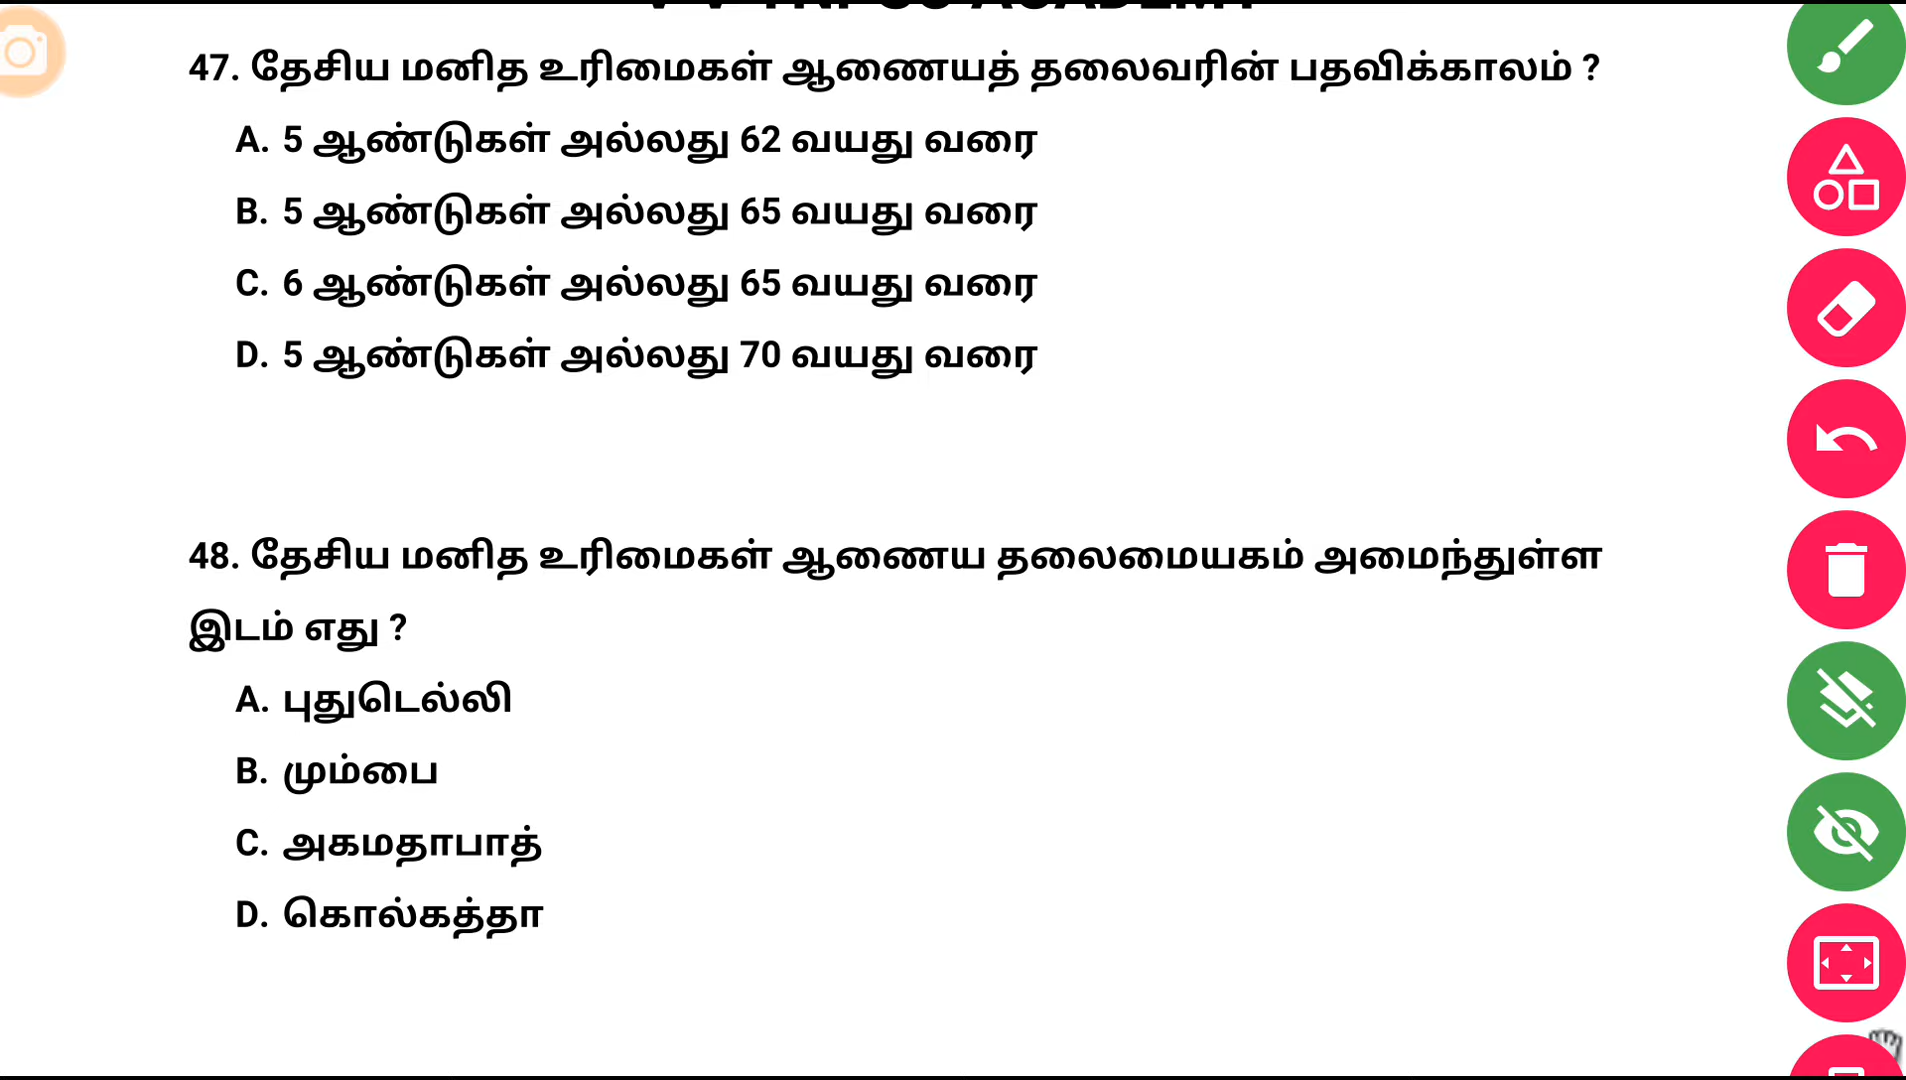 47. தேசிய மனித உரிமைகள் ஆணையத் தலைவரின் பதவிக்காலம் ?
A. 5 ஆண்டுகள் அல்லது 62 வயது வரை
B. 5 ஆண்டுகள் அல்லது 65 வயது வரை
C. 6 ஆண்டுகள் அல்லது 65 வயது வரை
D. 5 ஆண்டுகள் அல்லது 70 வயது வரை
48. தேசிய மனித உரிமைகள் ஆணைய தலைமையகம் அமைந்துள்ள
இடம் எது ?
A. புதுடெல்லி
B. மும்பை
C. அகமதாபாத்
D. கொல்கத்தா